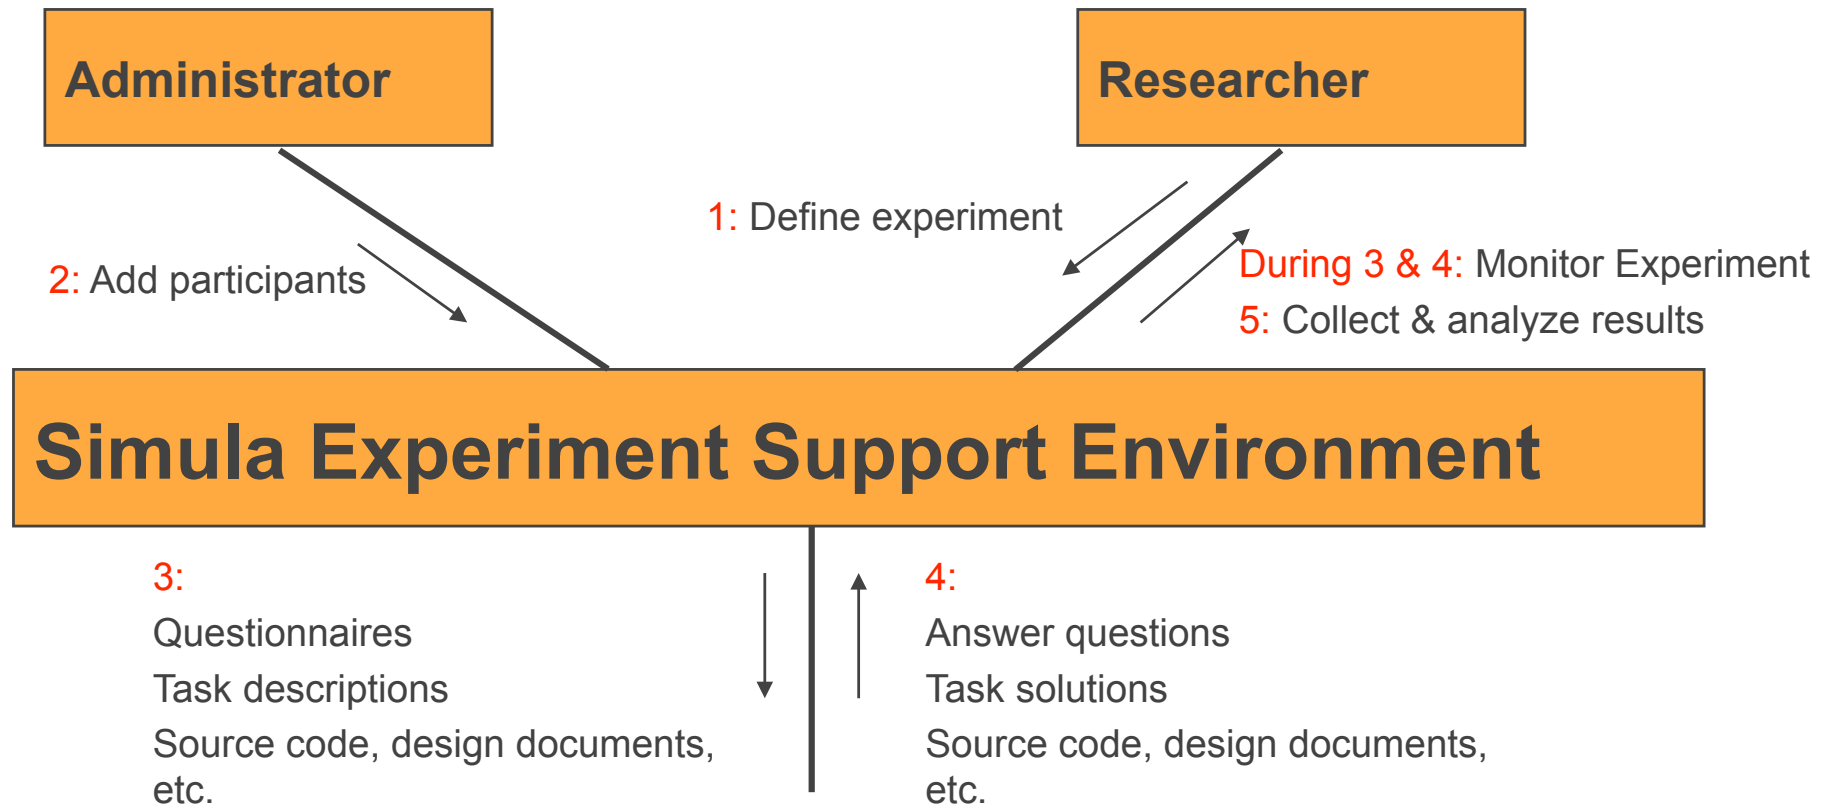 Administrator
Researcher
1: Define experiment
2: Add participants
During 3 & 4: Monitor Experiment
5: Collect & analyze results
Simula Experiment Support Environment
3:
Questionnaires
Task descriptions
Source code, design documents,
etc.
4:
Answer questions
Task solutions
Source code, design documents,
etc.